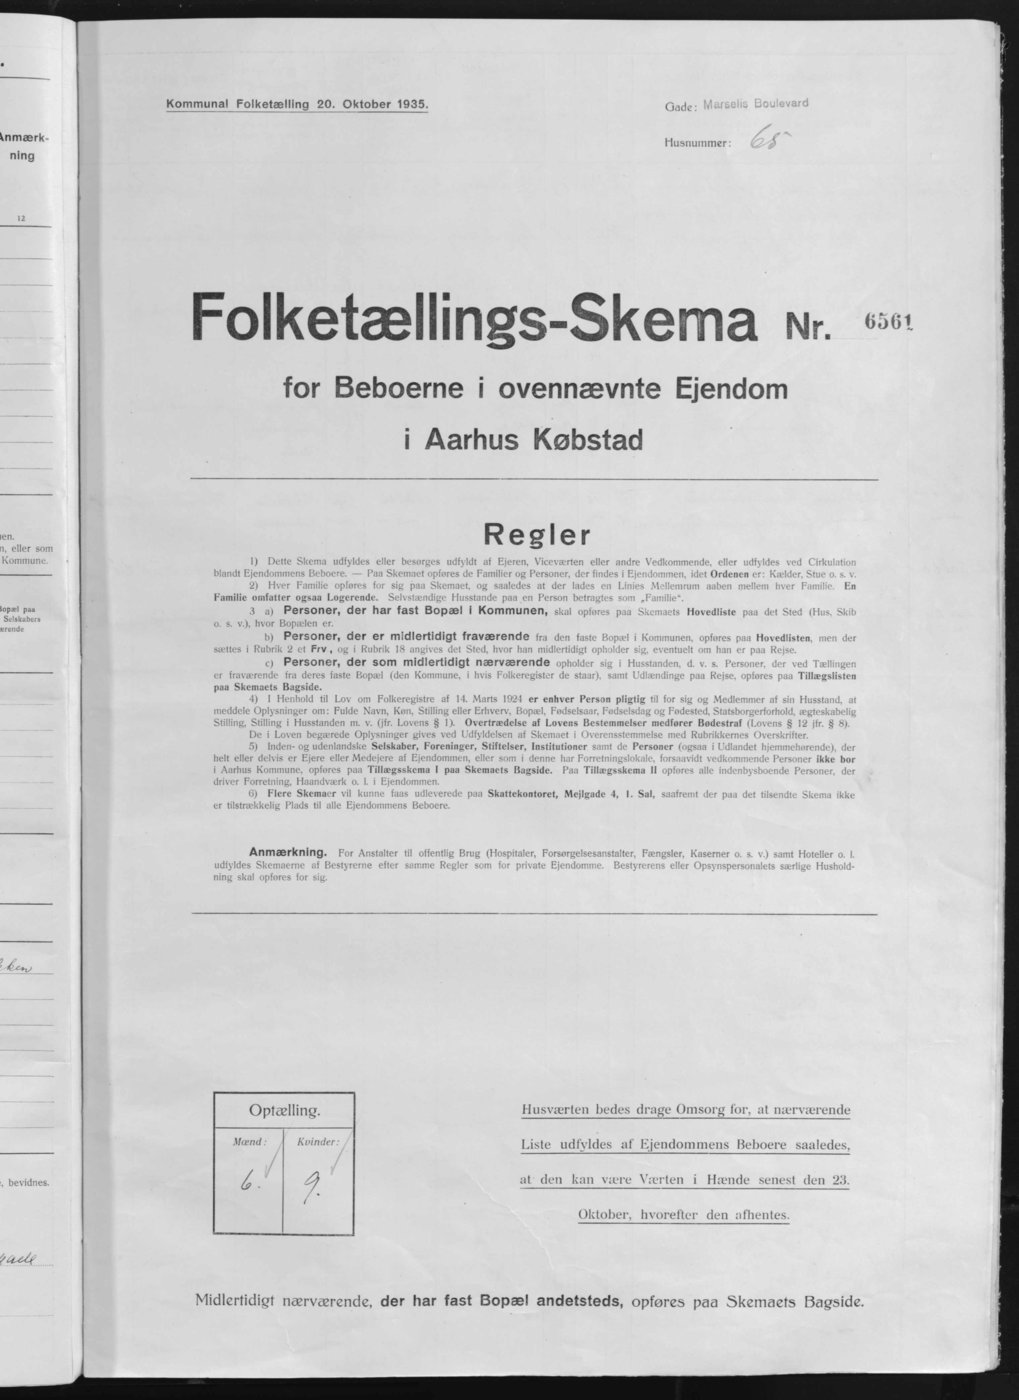 Anmærk-
ning
12
en.
n, eller som
Kommune.
Bopæl paa
Selskabers
ærende
, bevidnes.
Kommunal Folketælling 20. Oktober 1935.
Gade: Marselis Boulevard
Husnummer: 65
Folketællings-Skema Nr. 6561
for Beboerne i ovennævnte Ejendom
i Aarhus Købstad
Regler
1) Dette Skema udfyldes eller besørges udfyldt af Ejeren, Viceværten eller andre Vedkommende, eller udfyldes ved Cirkulation
blandt Ejendommens Beboere. — Paa Skemaet opføres de Familier og Personer, der findes i Ejendommen, idet Ordenen er: Kælder, Stue o. s. v.
2) Hver Familie opføres for sig paa Skemaet, og saaledes at der lades en Linies Mellemrum aaben mellem hver Familie. En
Familie omfatter ogsaa Logerende. Selvstændige Husstande paa en Person betragtes som „Familie“.
3 a) Personer, der har fast Bopæl i Kommunen, skal opføres paa Skemaets Hovedliste paa det Sted (Hus, Skib
o. s. v.), hvor Bopælen er.
b) Personer, der er midlertidigt fraværende fra den faste Bopæl i Kommunen, opføres paa Hovedlisten, men der
sættes i Rubrik 2 et Frv., og i Rubrik 18 angives det Sted, hvor han midlertidigt opholder sig, eventuelt om han er paa Rejse.
c) Personer, der som midlertidigt nærværende opholder sig i Husstanden, d. v. s. Personer, der ved Tællingen
er fraværende fra deres faste Bopæl (den Kommune, i hvis Folkeregister de staar), samt Udlændinge paa Rejse, opføres paa Tillægslisten
paa Skemaets Bagside.
4) I Henhold til Lov om Folkeregistre af 14. Marts 1924 er enhver Person pligtig til for sig og Medlemmer af sin Husstand, at
meddele Oplysninger om: Fulde Navn, Køn, Stilling eller Erhverv, Bopæl, Fødselsaar, Fødselsdag og Fødested, Statsborgerforhold, ægteskabelig
Stilling, Stilling i Husstanden m. v. (jfr. Lovens § 1). Overtrædelse af Lovens Bestemmelser medfører Bødestraf (Lovens § 12 jfr. § 8).
De i Loven begærede Oplysninger gives ved Udfyldelsen af Skemaet i Overensstemmelse med Rubrikkernes Overskrifter.
5) Inden- og udenlandske Selskaber, Foreninger, Stiftelser, Institutioner samt de Personer (ogsaa i Udlandet hjemmehørende), der
helt eller delvis er Ejere eller Medejere af Ejendommen, eller som i denne har Forretningslokale, forsaavidt vedkommende Personer ikke bor
i Aarhus Kommune, opføres paa Tillægsskema I paa Skemaets Bagside. Paa Tillægsskema II opføres alle indenbysboende Personer, der
driver Forretning, Haandværk o. l. i Ejendommen.
6) Flere Skemaer vil kunne faas udleverede paa Skattekontoret, Mejlgade 4, 1. Sal, saafremt der paa det tilsendte Skema ikke
er tilstrækkelig Plads til alle Ejendommens Beboere.
Anmærkning. For Anstalter til offentlig Brug (Hospitaler, Forsørgelsesanstalter, Fængsler, Kaserner o. s. v.) samt Hoteller o. l.
udfyldes Skemaerne af Bestyrerne efter samme Regler som for private Ejendomme. Bestyrerens eller Opsynspersonalets særlige Hushold-
ning skal opføres for sig.
Optælling.
Mænd: Kvinder:
6. 9.
Husværten bedes drage Omsorg for, at nærværende
Liste udfyldes af Ejendommens Beboere saaledes,
at den kan være Værten i Hænde senest den 23.
Oktober, hvorefter den afhentes.
Midlertidigt nærværende, der har fast Bopæl andetsteds, opføres paa Skemaets Bagside.